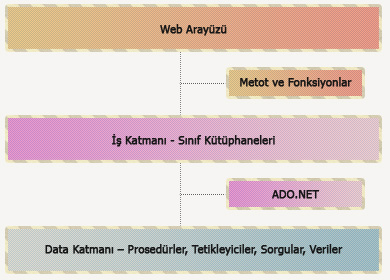 Web Arayüzü
Metot ve Fonksiyonlar
İş Katmanı - Sınıf Kütüphaneleri
ADO.NET
Data Katmanı – Prosedürler, Tetikleyiciler, Sorgular, Veriler